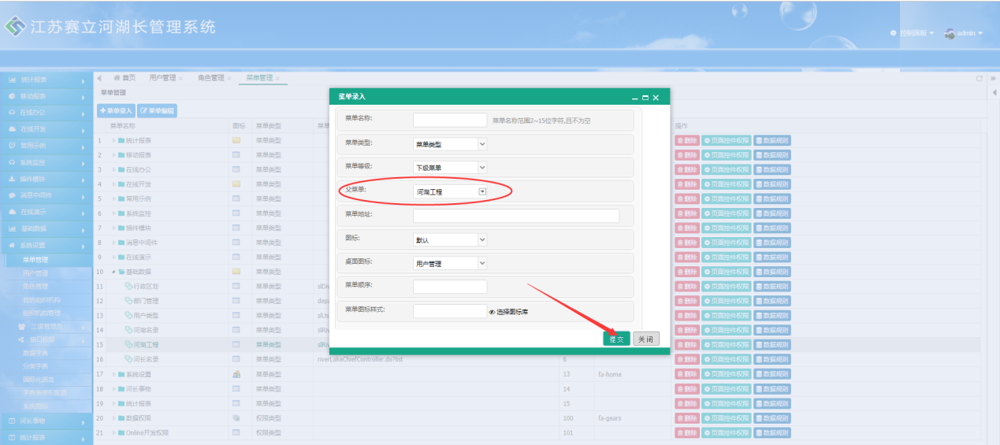 江苏赛立河湖长管理系统
控制面板 admin
统计报表
移动报表
在线办公
在线开发
常用示例
系统监控
插件模块
消息中间件
在线演示
基础数据
系统设置
菜单管理
用户管理
角色管理
我的组织机构
组织机构管理
二级管理员
接口权限
数据字典
分类字典
国际化语言
系统图标
河长事物
统计报表
首页 用户管理 角色管理 菜单管理
菜单管理
菜单录入 菜单编辑
菜单名称 图标 菜单类型 菜单 操作
1 统计报表 菜单类型 删除 页面控件权限 数据规则
2 移动报表 菜单类型 删除 页面控件权限 数据规则
3 在线办公 菜单类型 删除 页面控件权限 数据规则
4 在线开发 菜单类型 删除 页面控件权限 数据规则
5 常用示例 菜单类型 删除 页面控件权限 数据规则
6 系统监控 菜单类型 删除 页面控件权限 数据规则
7 插件模块 菜单类型 删除 页面控件权限 数据规则
8 消息中间件 菜单类型 删除 页面控件权限 数据规则
9 在线演示 菜单类型 删除 页面控件权限 数据规则
10 基础数据 菜单类型 删除 页面控件权限 数据规则
11 行政区划 菜单类型 slDi 删除 页面控件权限 数据规则
12 部门管理 菜单类型 depa 删除 页面控件权限 数据规则
13 用户类型 菜单类型 slUs 删除 页面控件权限 数据规则
14 河湖名录 菜单类型 slRi 删除 页面控件权限 数据规则
15 河湖工程 菜单类型 slRi 删除 页面控件权限 数据规则
16 河长名录 菜单类型 riverLakeChiefController.do?list 6 删除 页面控件权限 数据规则
17 系统设置 菜单类型 13 fa-home 删除 页面控件权限 数据规则
18 河长事物 菜单类型 14 删除 页面控件权限 数据规则
19 统计报表 菜单类型 15 删除 页面控件权限 数据规则
20 数据权限 权限类型 100 fa-gears 删除 页面控件权限 数据规则
21 Online开发权限 权限类型 101 删除 页面控件权限 数据规则
菜单录入
菜单名称: 菜单名称范围2~15位字符,且不为空
菜单类型: 菜单类型
菜单等级: 下级菜单
父菜单: 河湖工程
菜单地址:
图标: 默认
桌面图标: 用户管理
菜单顺序:
菜单图标样式: 选择图标库
提交 关闭